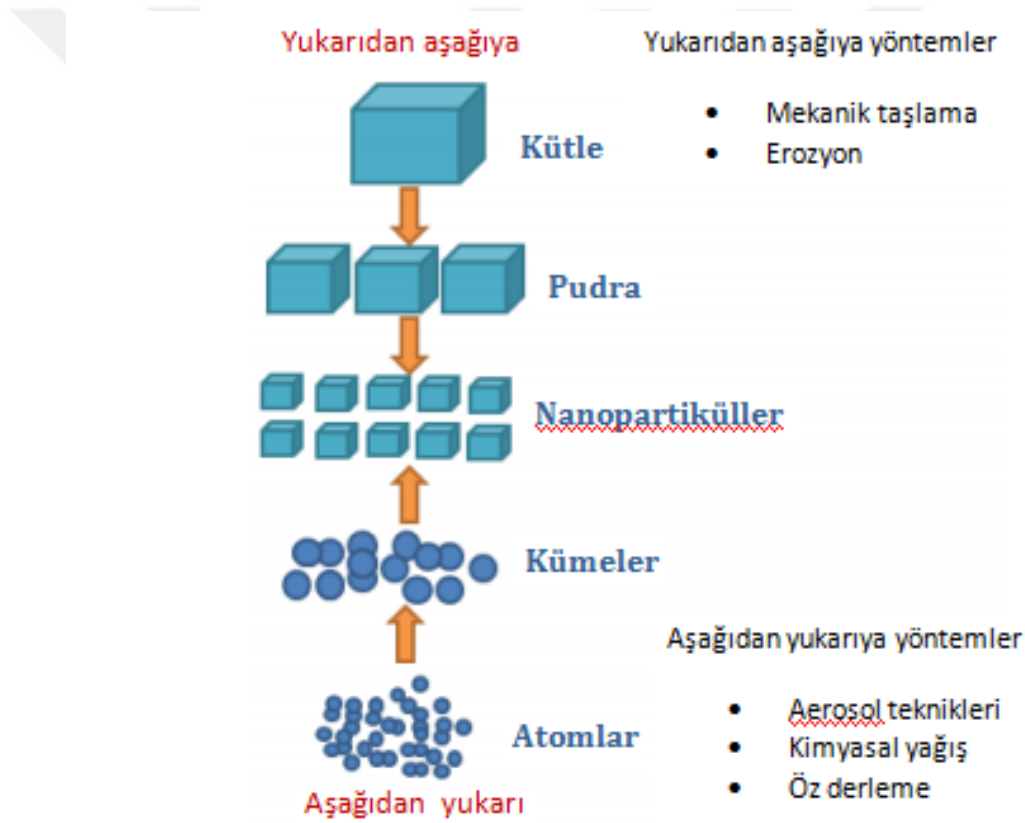 Yukarıdan aşağıya
Yukarıdan aşağıya yöntemler
• Mekanik taşlama
• Erozyon
Kütle
Pudra
Nanopartiküller
Kümeler
Aşağıdan yukarıya yöntemler
• Aerosol teknikleri
• Kimyasal yağış
• Öz derleme
Atomlar
Aşağıdan yukarı